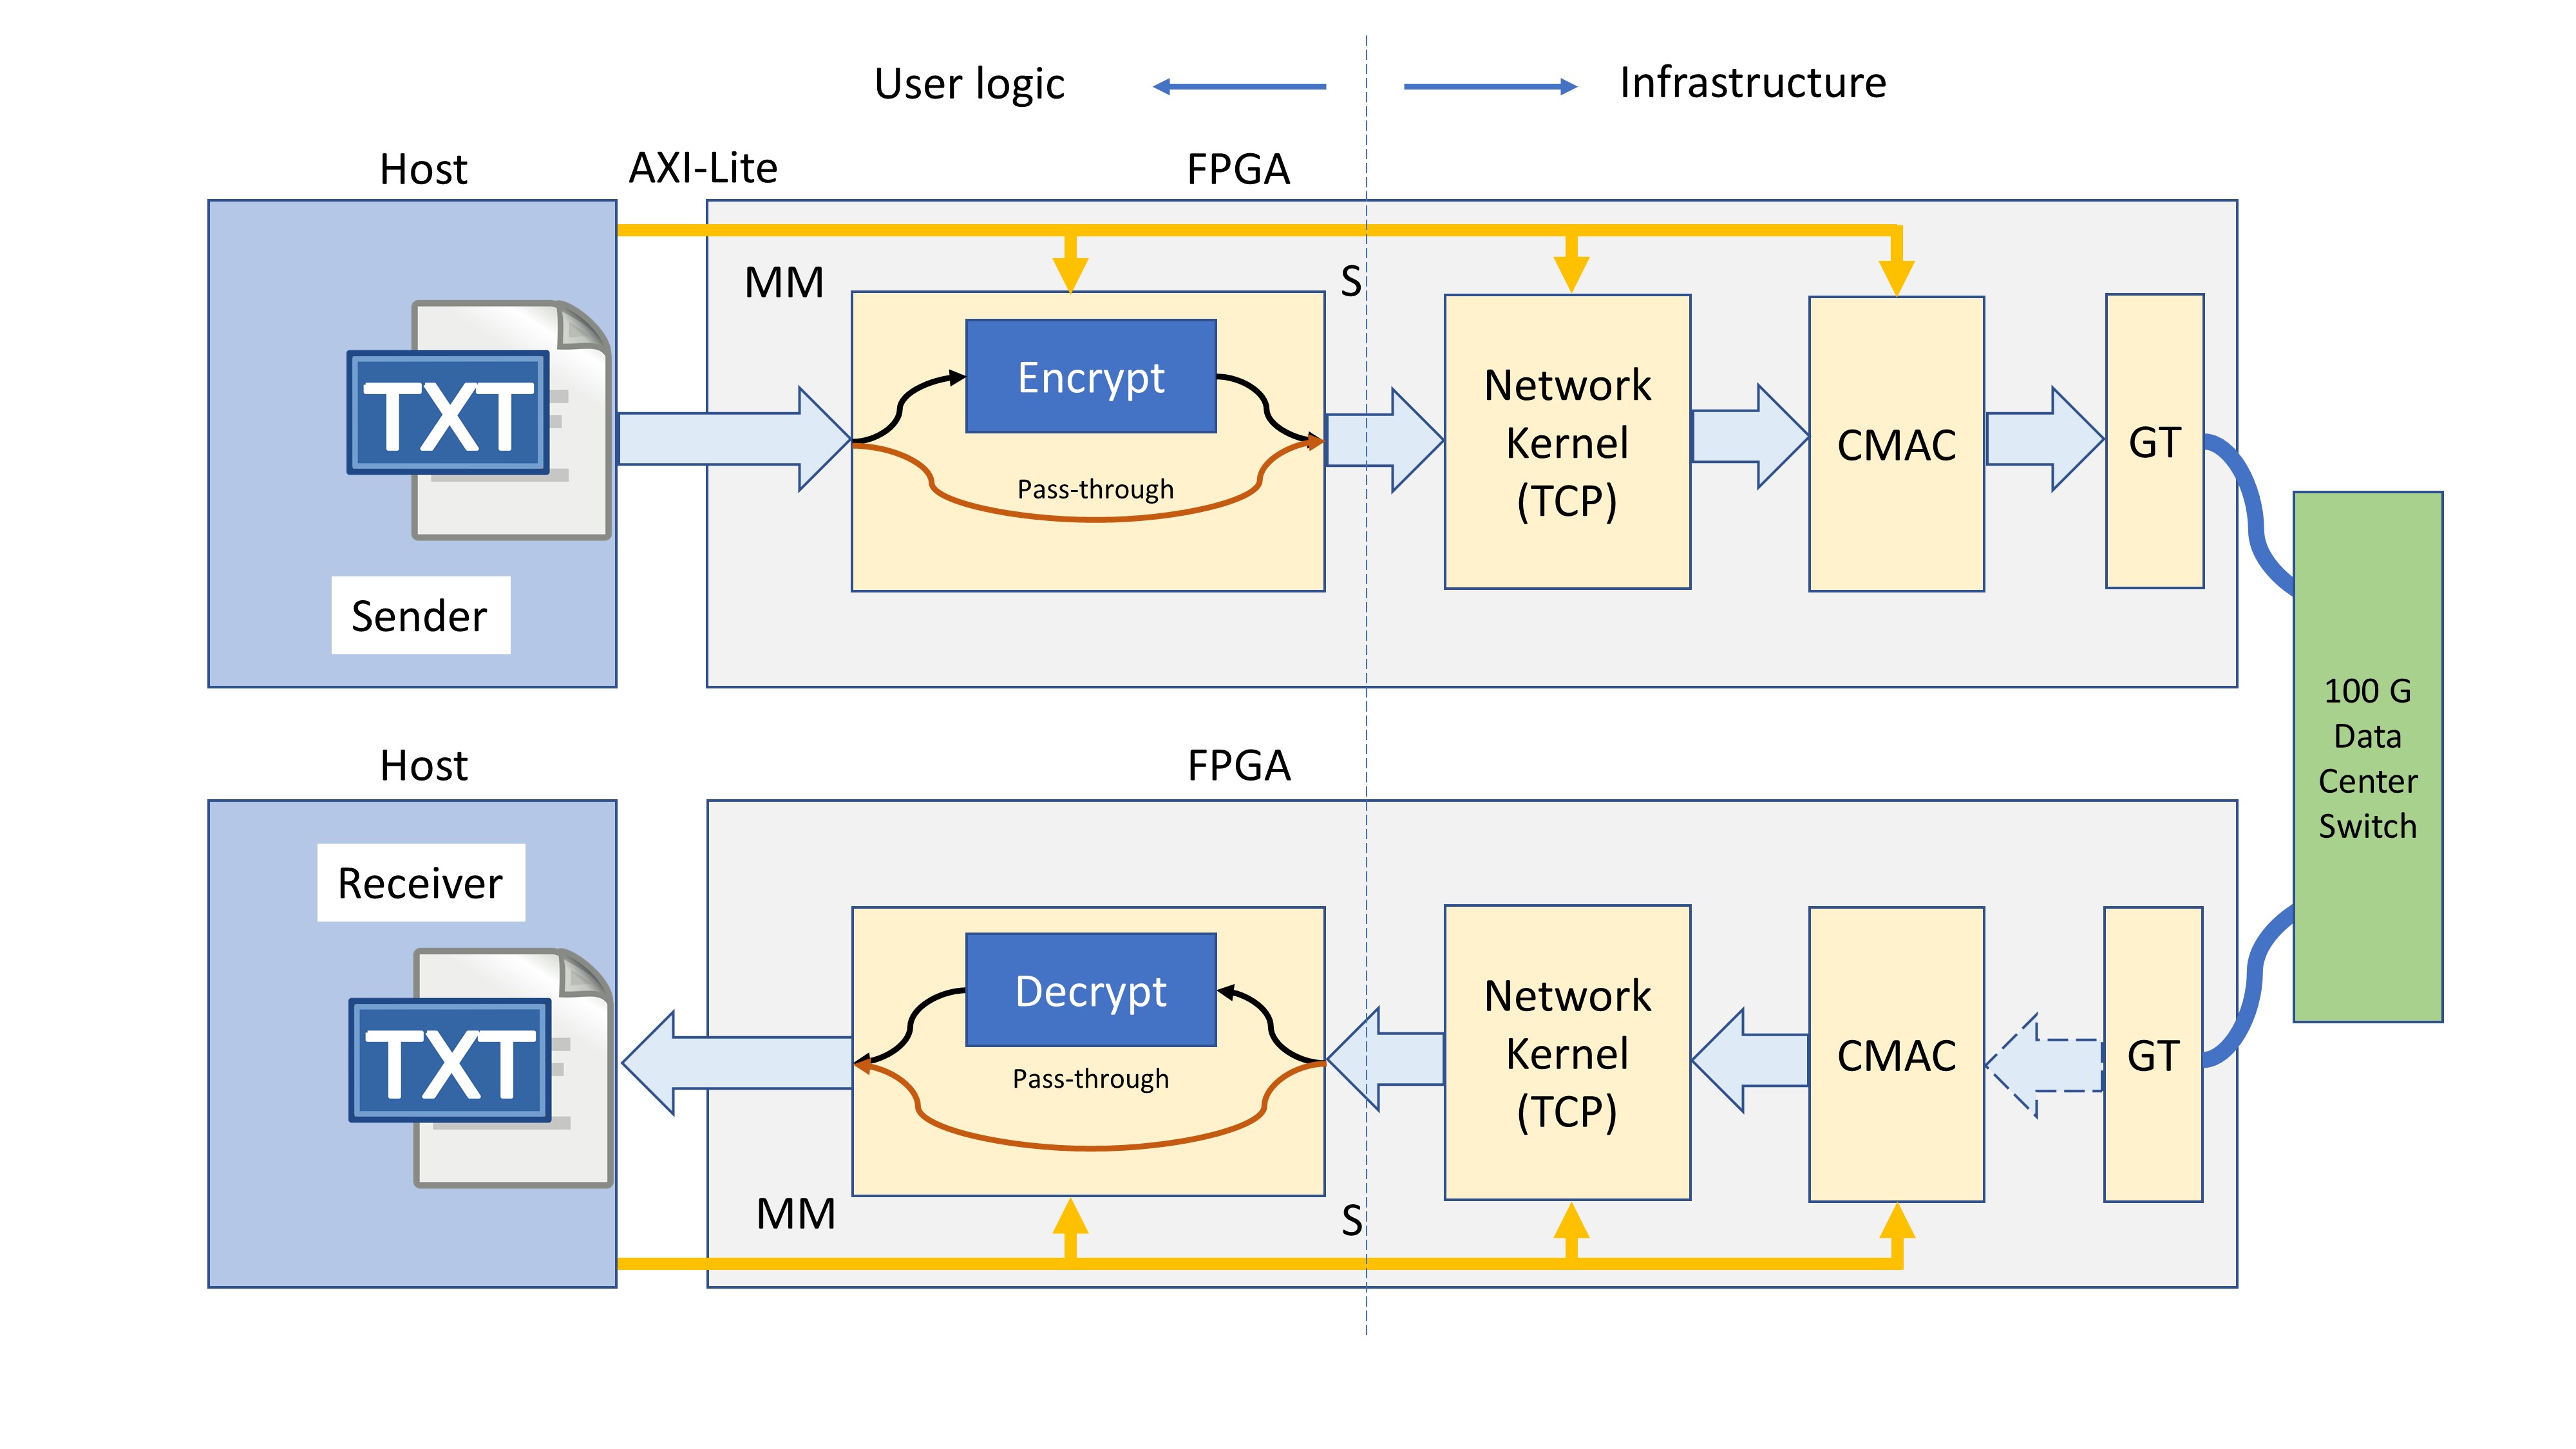 User logic
Infrastructure
Host
AXI-Lite
FPGA
MM
S
Encrypt
Pass-through
TXT
Sender
Network
Kernel
(TCP)
CMAC
GT
100 G
Data
Center
Switch
Host
FPGA
Receiver
TXT
Decrypt
Pass-through
Network
Kernel
(TCP)
CMAC
GT
MM
S